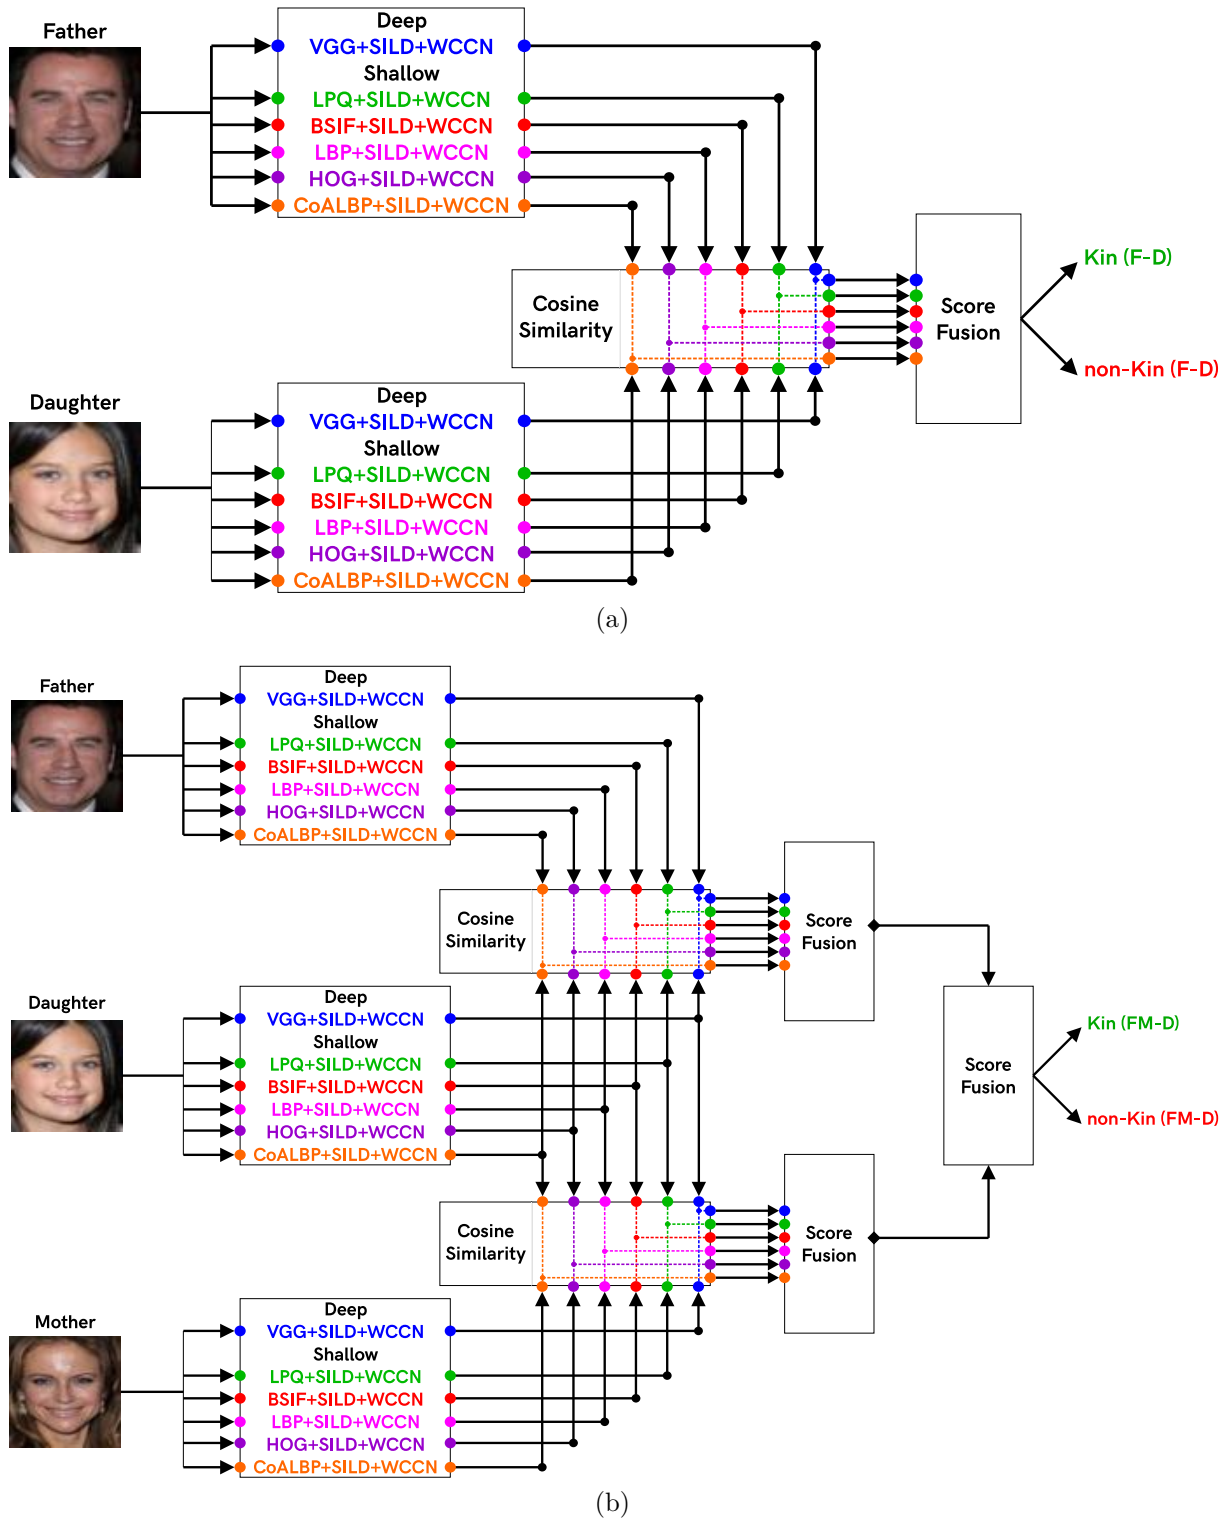 Father
Deep
VGG+SILD+WCCN
Shallow
LPQ+SILD+WCCN
BSIF+SILD+WCCN
LBP+SILD+WCCN
HOG+SILD+WCCN
CoALBP+SILD+WCCN
Cosine
Similarity
Score
Fusion
Kin (F-D)
non-Kin (F-D)
Daughter
Deep
VGG+SILD+WCCN
Shallow
LPQ+SILD+WCCN
BSIF+SILD+WCCN
LBP+SILD+WCCN
HOG+SILD+WCCN
CoALBP+SILD+WCCN
(a)
Father
Deep
VGG+SILD+WCCN
Shallow
LPQ+SILD+WCCN
BSIF+SILD+WCCN
LBP+SILD+WCCN
HOG+SILD+WCCN
CoALBP+SILD+WCCN
Cosine
Similarity
Score
Fusion
Daughter
Deep
VGG+SILD+WCCN
Shallow
LPQ+SILD+WCCN
BSIF+SILD+WCCN
LBP+SILD+WCCN
HOG+SILD+WCCN
CoALBP+SILD+WCCN
Score
Fusion
Kin (FM-D)
non-Kin (FM-D)
Cosine
Similarity
Score
Fusion
Mother
Deep
VGG+SILD+WCCN
Shallow
LPQ+SILD+WCCN
BSIF+SILD+WCCN
LBP+SILD+WCCN
HOG+SILD+WCCN
CoALBP+SILD+WCCN
(b)